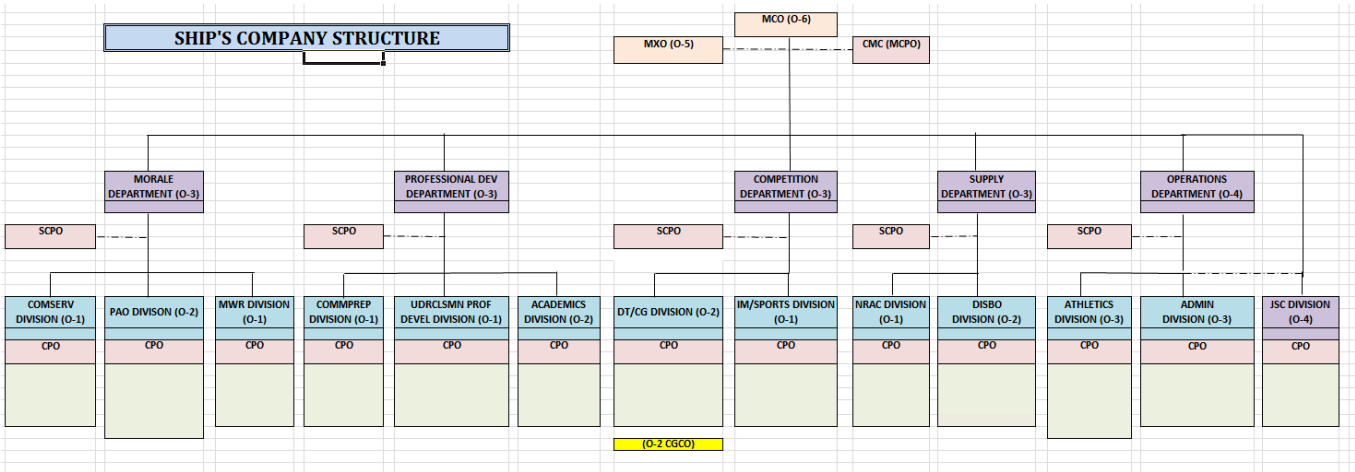 MCO (O-6)
SHIP'S COMPANY STRUCTURE
MXO (O-5)
CMC (MCPO)
MORALE
DEPARTMENT (O-3)
PROFESSIONAL DEV
DEPARTMENT (O-3)
COMPETITION
DEPARTMENT (O-3)
SUPPLY
DEPARTMENT (O-3)
OPERATIONS
DEPARTMENT (O-4)
SCPO
SCPO
SCPO
SCPO
SCPO
COMSERV
DIVISION (O-1)
PAO DIVISON (O-2)
MWR DIVISION
(O-1)
COMMPREP
DIVISION (O-1)
UDRCLSMN PROF
DEVEL DIVISION (O-1)
ACADEMICS
DIVISION (O-2)
DT/CG DIVISION (O-2)
IM/SPORTS DIVISION
(O-1)
NRAC DIVISION
(O-1)
DISBO
DIVISION (O-2)
ATHLETICS
DIVISION (O-3)
ADMIN
DIVISION (O-3)
JSC DIVISION
(O-4)
CPO
CPO
CPO
CPO
CPO
CPO
CPO
CPO
CPO
CPO
CPO
CPO
CPO
(O-2 CGCO)